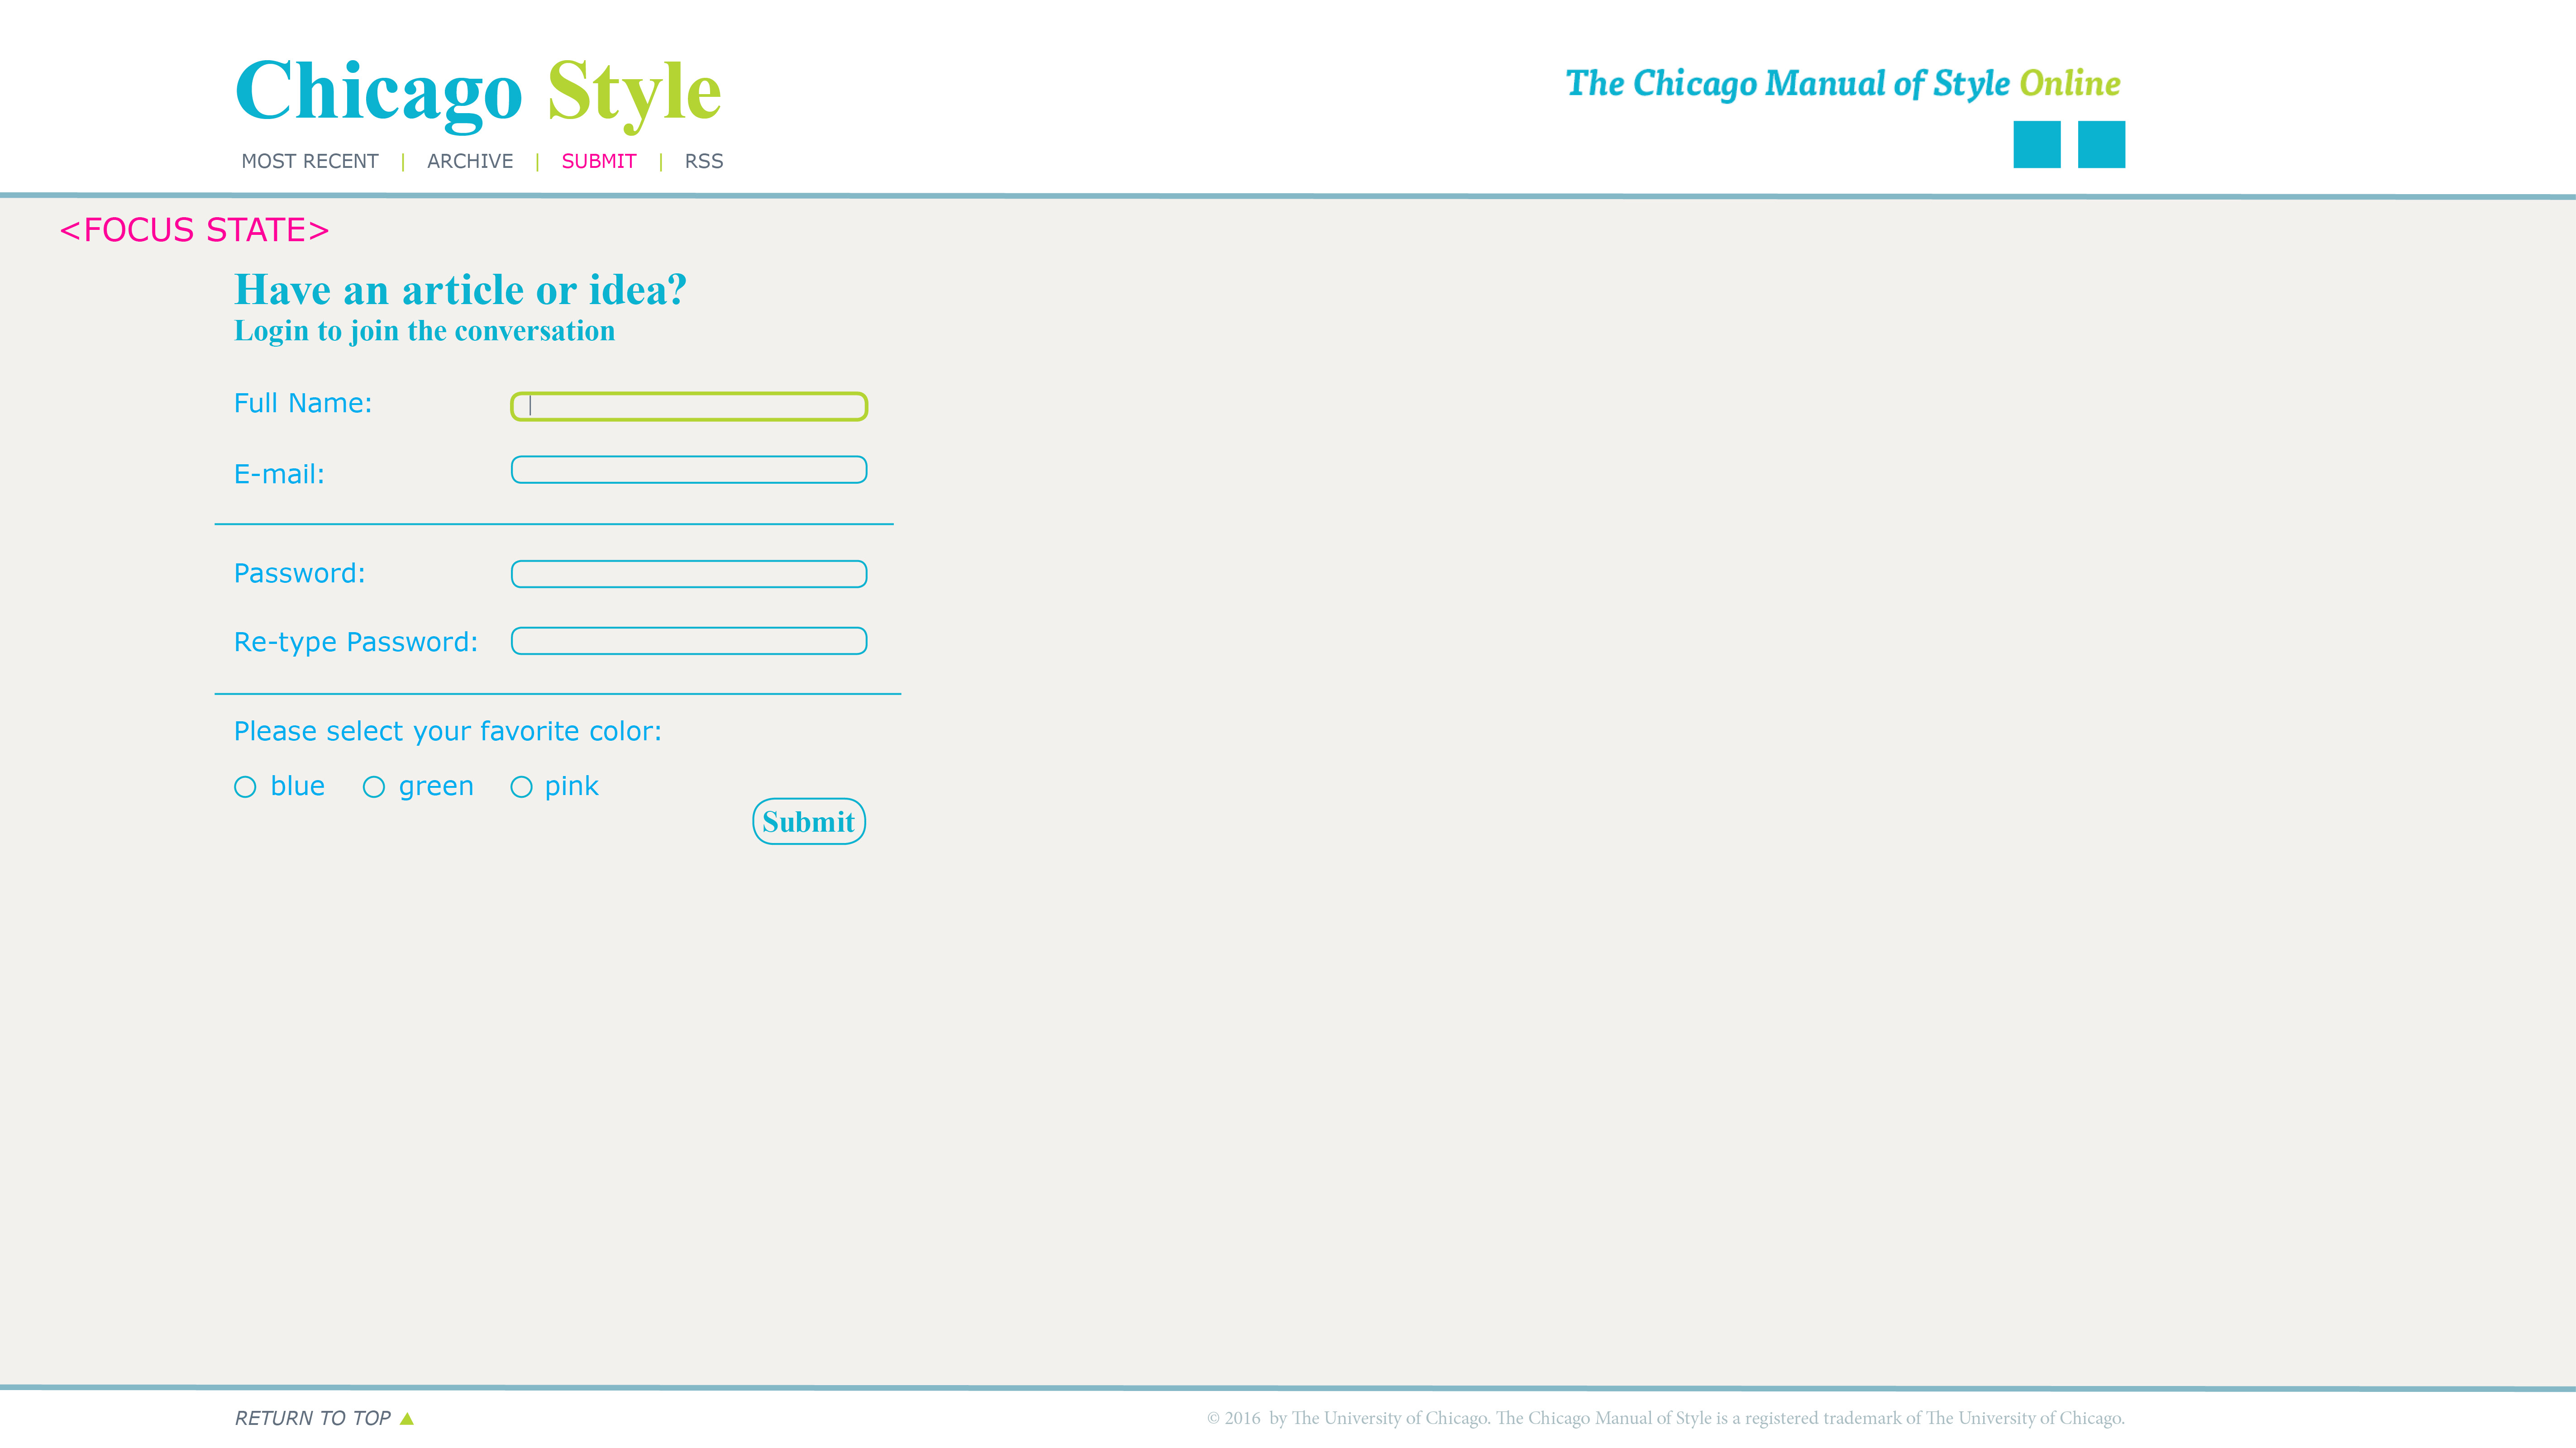 Chicago Style
The Chicago Manual of Style Online
MOST RECENT | ARCHIVE | SUBMIT | RSS
<FOCUS STATE>
Have an article or idea?
Login to join the conversation
Full Name:
E-mail:
Password:
Re-type Password:
Please select your favorite color:
blue green pink
Submit
RETURN TO TOP
© 2016 by The University of Chicago. The Chicago Manual of Style is a registered trademark of The University of Chicago.